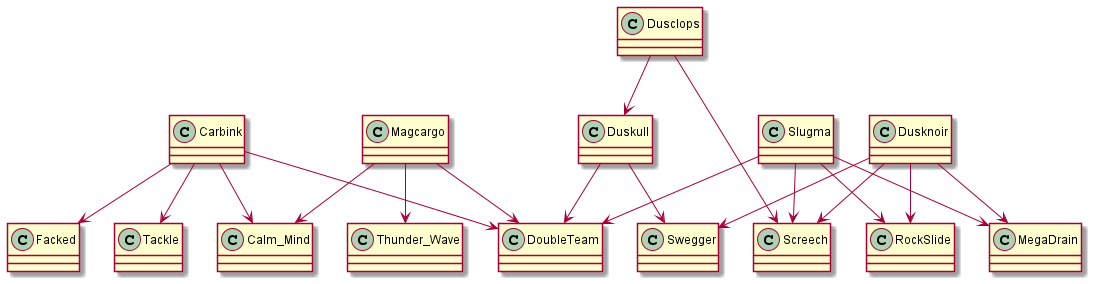 C Dusclops
C Carbink
C Magcargo
C Duskull
C Slugma
C Dusknoir
C Facked
C Tackle
C Calm_Mind
C Thunder_Wave
C DoubleTeam
C Swegger
C Screech
C RockSlide
C MegaDrain